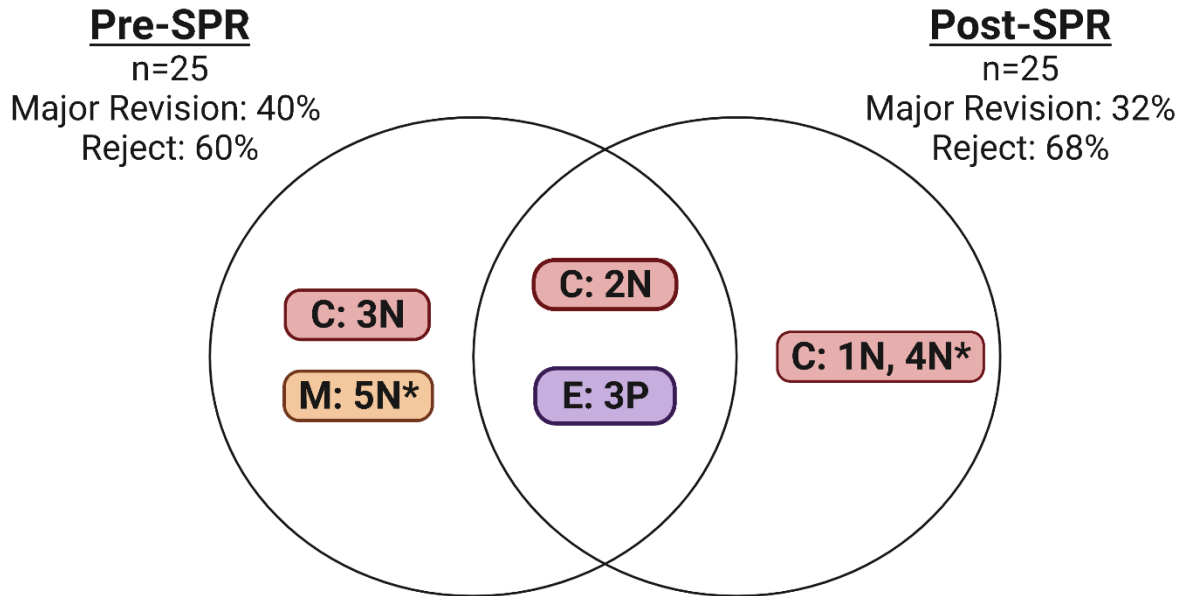 Pre-SPR
n=25
Major Revision: 40%
Reject: 60%
Post-SPR
n=25
Major Revision: 32%
Reject: 68%
C: 3N
M: 5N*
C: 2N
E: 3P
C: 1N, 4N*